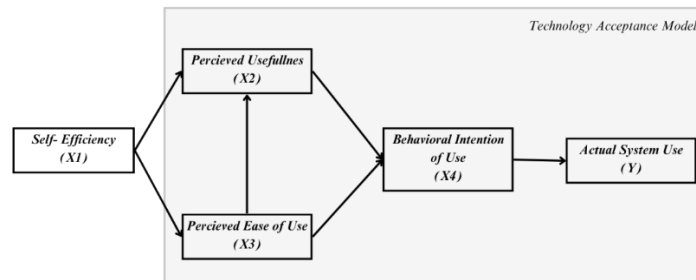 Technology Acceptance Model
Percieved Usefullnes
(X2)
Self- Efficiency
(X1)
Behavioral Intention
of Use
(X4)
Actual System Use
(Y)
Percieved Ease of Use
(X3)